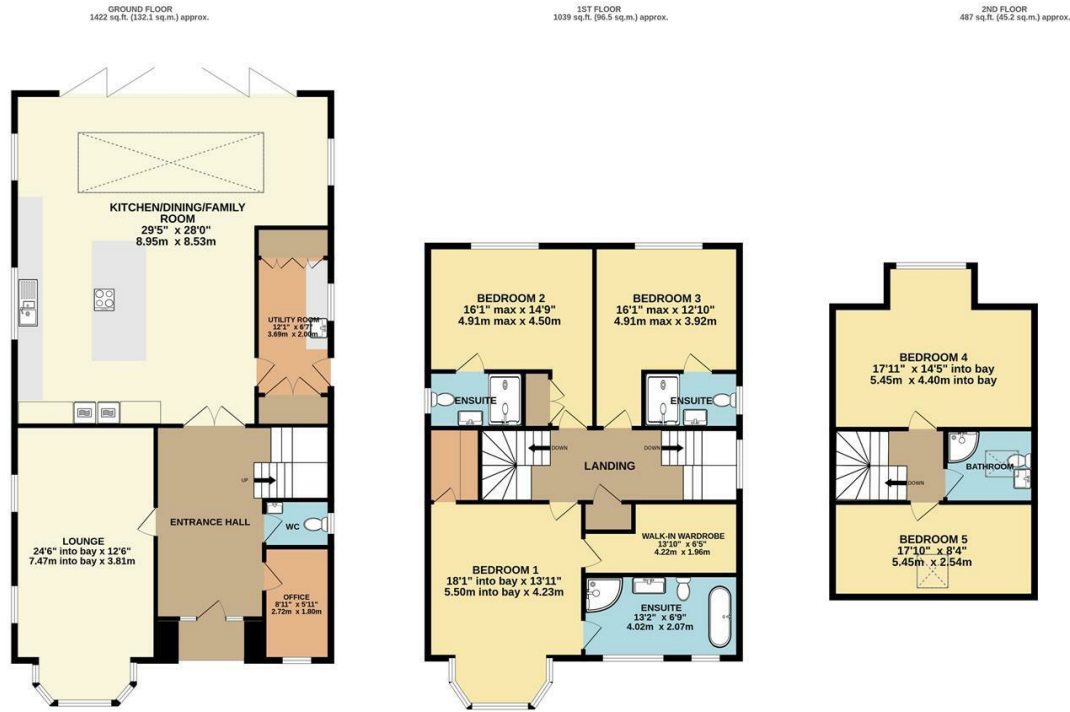 GROUND FLOOR
1422 sq.ft. (132.1 sq.m.) approx.
KITCHEN/DINING/FAMILY
ROOM
29'5" x 28'0"
8.95m x 8.53m
UTILITY ROOM
12'1" x 6'7"
3.69m x 2.00m
UP
ENTRANCE HALL
WC
LOUNGE
24'6" into bay x 12'6"
7.47m into bay x 3.81m
OFFICE
8'11" x 5'11"
2.72m x 1.80m
1ST FLOOR
1039 sq.ft. (96.5 sq.m.) approx.
BEDROOM 2
16'1" max x 14'9"
4.91m max x 4.50m
BEDROOM 3
16'1" max x 12'10"
4.91m max x 3.92m
ENSUITE
ENSUITE
DOWN
DOWN
LANDING
WALK-IN WARDROBE
13'10" x 6'5"
4.22m x 1.96m
BEDROOM 1
18'1" into bay x 13'11"
5.50m into bay x 4.23m
ENSUITE
13'2" x 6'9"
4.02m x 2.07m
2ND FLOOR
487 sq.ft. (45.2 sq.m.) approx.
BEDROOM 4
17'11" x 14'5" into bay
5.45m x 4.40m into bay
BATHROOM
DOWN
BEDROOM 5
17'10" x 8'4"
5.45m x 2.54m